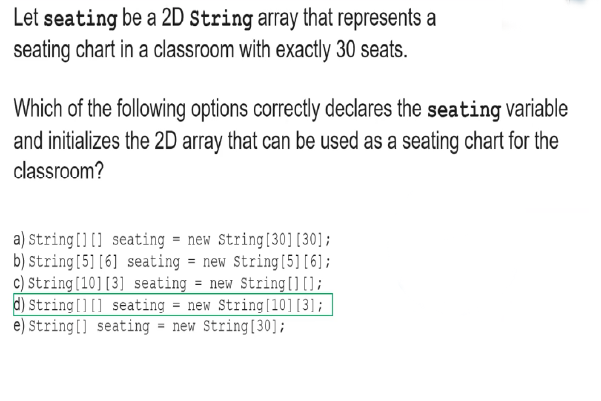 Let seating be a 2D String array that represents a
seating chart in a classroom with exactly 30 seats.
Which of the following options correctly declares the seating variable
and initializes the 2D array that can be used as a seating chart for the
classroom?
a) String[][] seating = new String[30][30];
b) String[5][6] seating = new String[5][6];
c) String[10][3] seating = new String[][];
d) String[][] seating = new String[10][3];
e) String[] seating = new String[30];